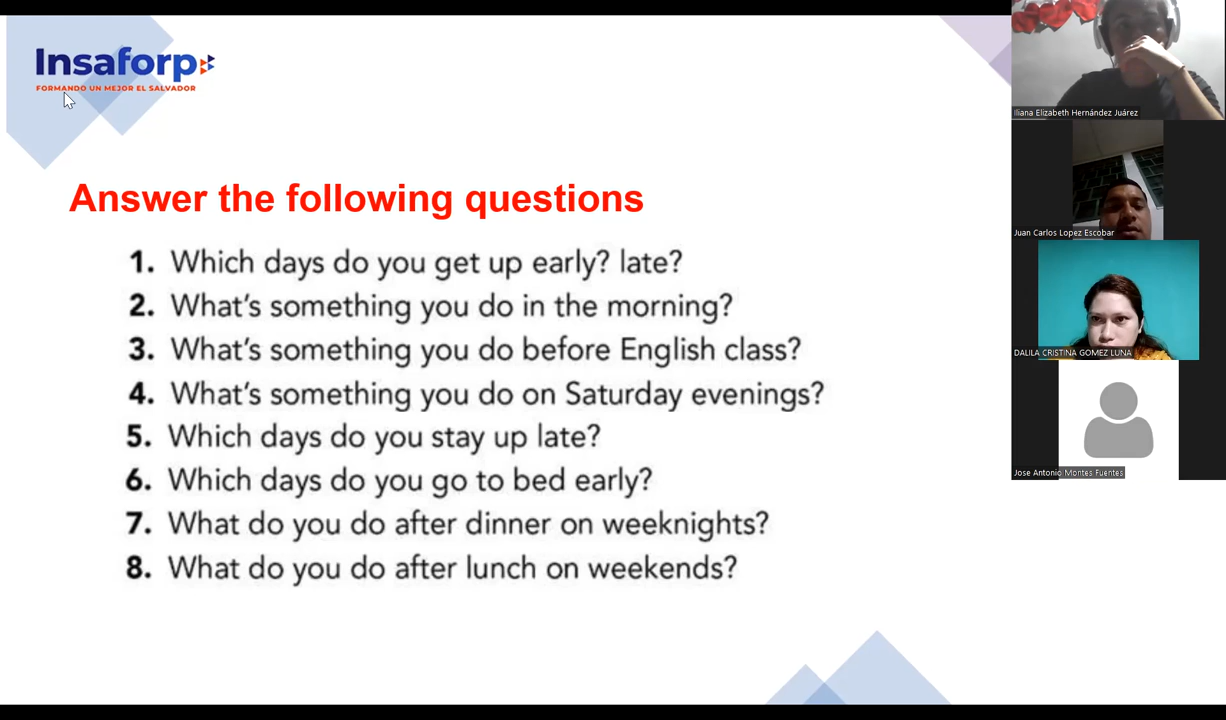 Insaforp
FORMANDO UN MEJOR EL SALVADOR
Answer the following questions
1. Which days do you get up early? late?
2. What's something you do in the morning?
3. What's something you do before English class?
4. What's something you do on Saturday evenings?
5. Which days do you stay up late?
6. Which days do you go to bed early?
7. What do you do after dinner on weeknights?
8. What do you do after lunch on weekends?
Iliana Elizabeth Hernández Juárez
Juan Carlos Lopez Escobar
DALILA CRISTINA GOMEZ LUNA
Jose Antonio Montes Fuentes